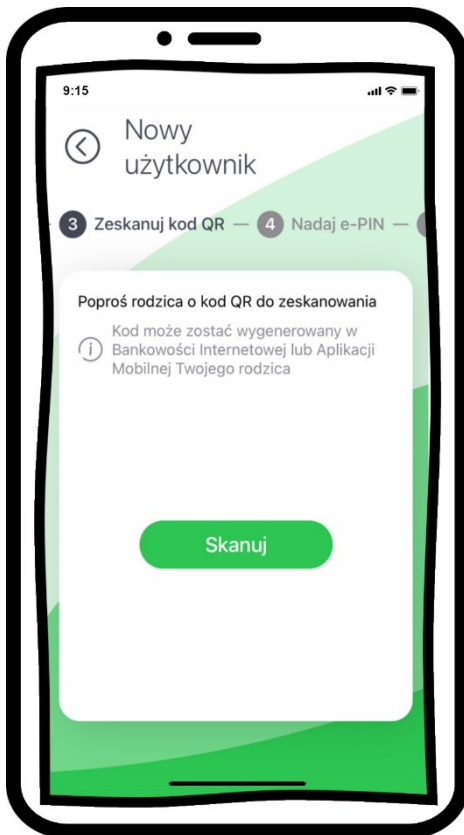 9:15
Nowy
użytkownik
3 Zeskanuj kod QR — 4 Nadaj e-PIN —
Poproś rodzica o kod QR do zeskanowania
Kod może zostać wygenerowany w
Bankowości Internetowej lub Aplikacji
Mobilnej Twojego rodzica
Skanuj